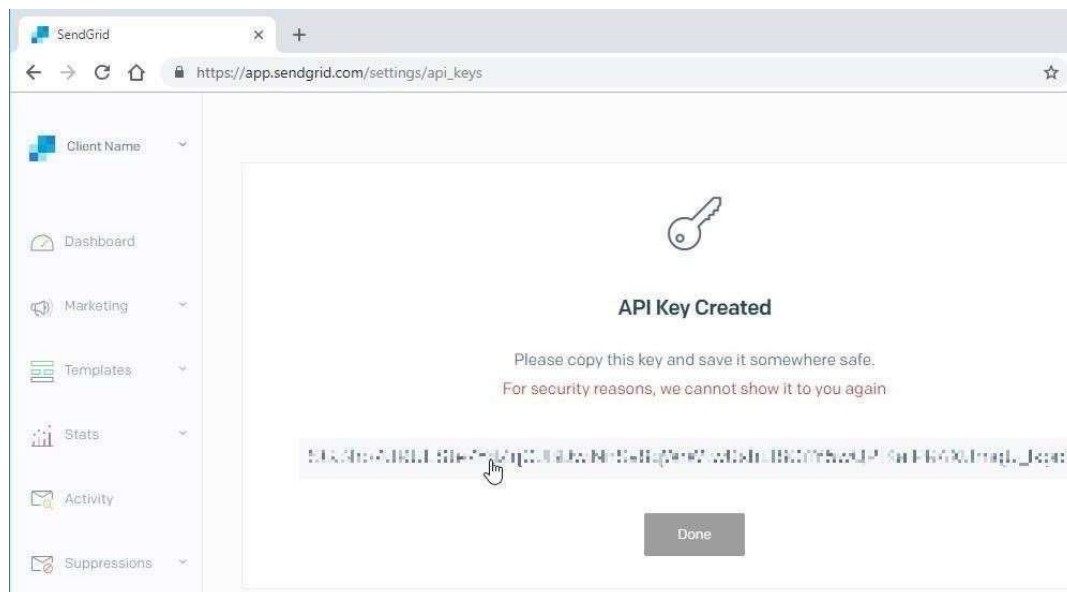 SendGrid
https://app.sendgrid.com/settings/api_keys
Client Name
Dashboard
Marketing
Templates
Stats
Activity
Suppressions
API Key Created
Please copy this key and save it somewhere safe.
For security reasons, we cannot show it to you again
Done